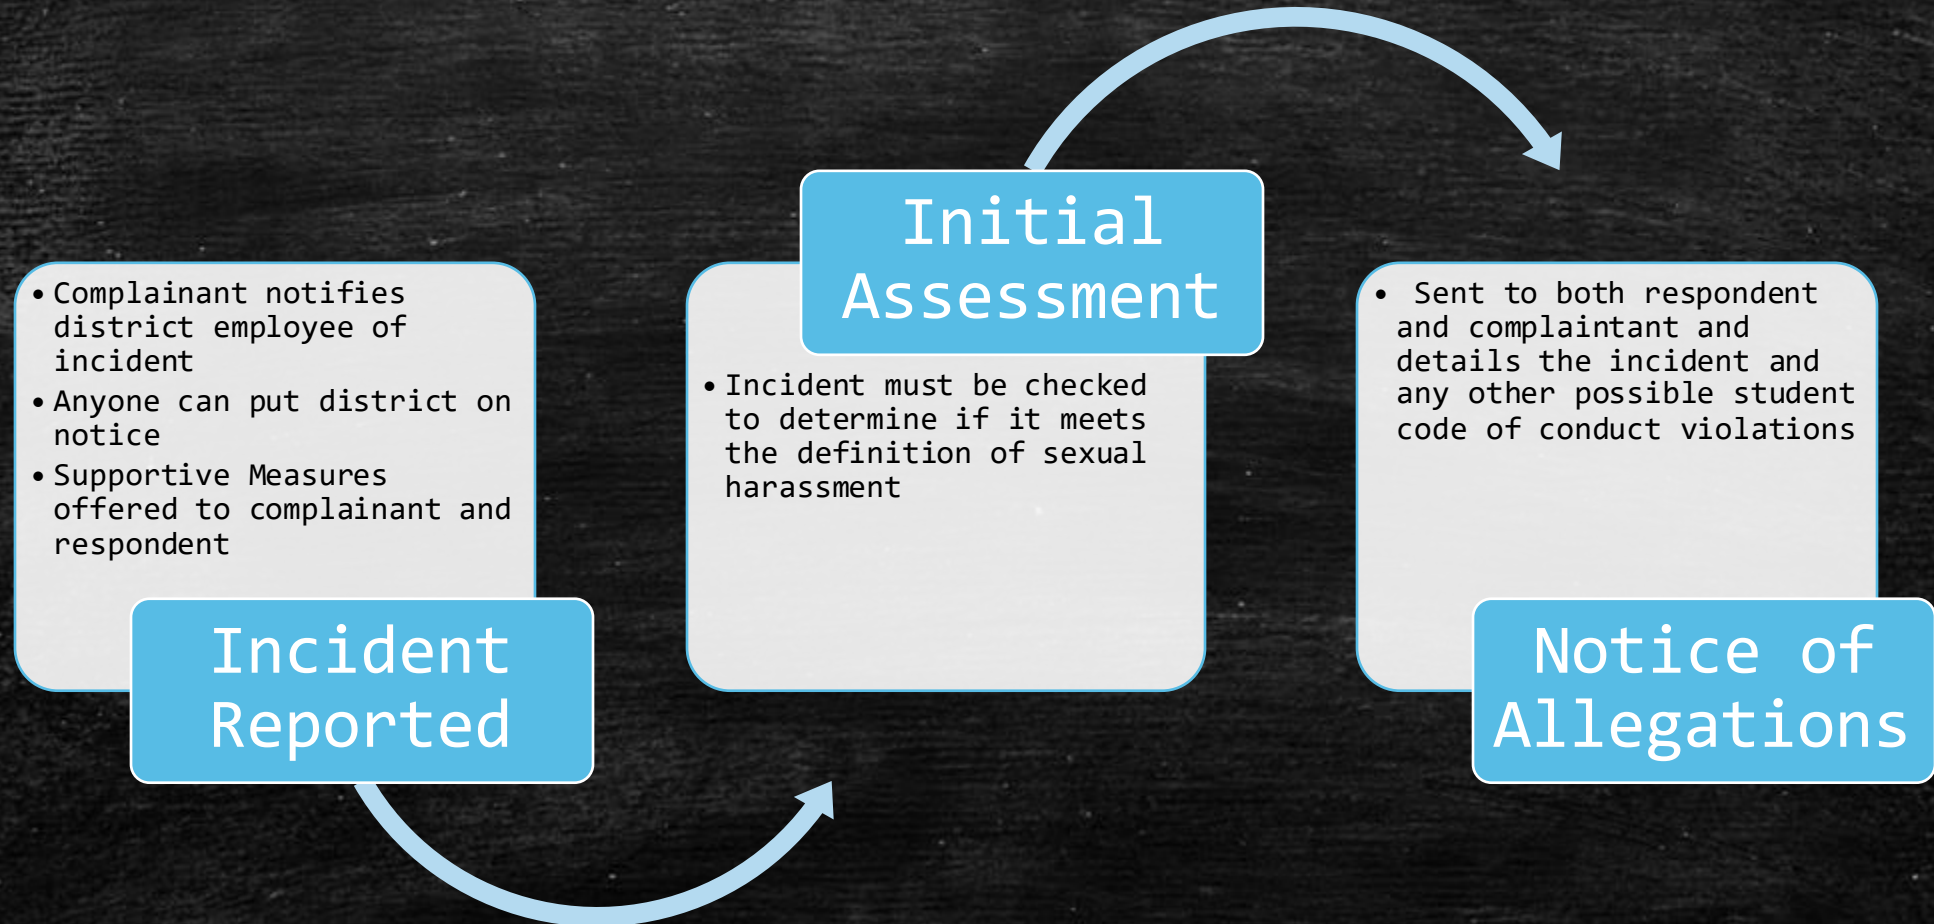 • Complainant notifies
district employee of
incident
• Anyone can put district on
notice
• Supportive Measures
offered to complainant and
respondent
Incident
Reported
Initial
Assessment
• Incident must be checked
to determine if it meets
the definition of sexual
harassment
• Sent to both respondent
and complaintant and
details the incident and
any other possible student
code of conduct violations
Notice of
Allegations